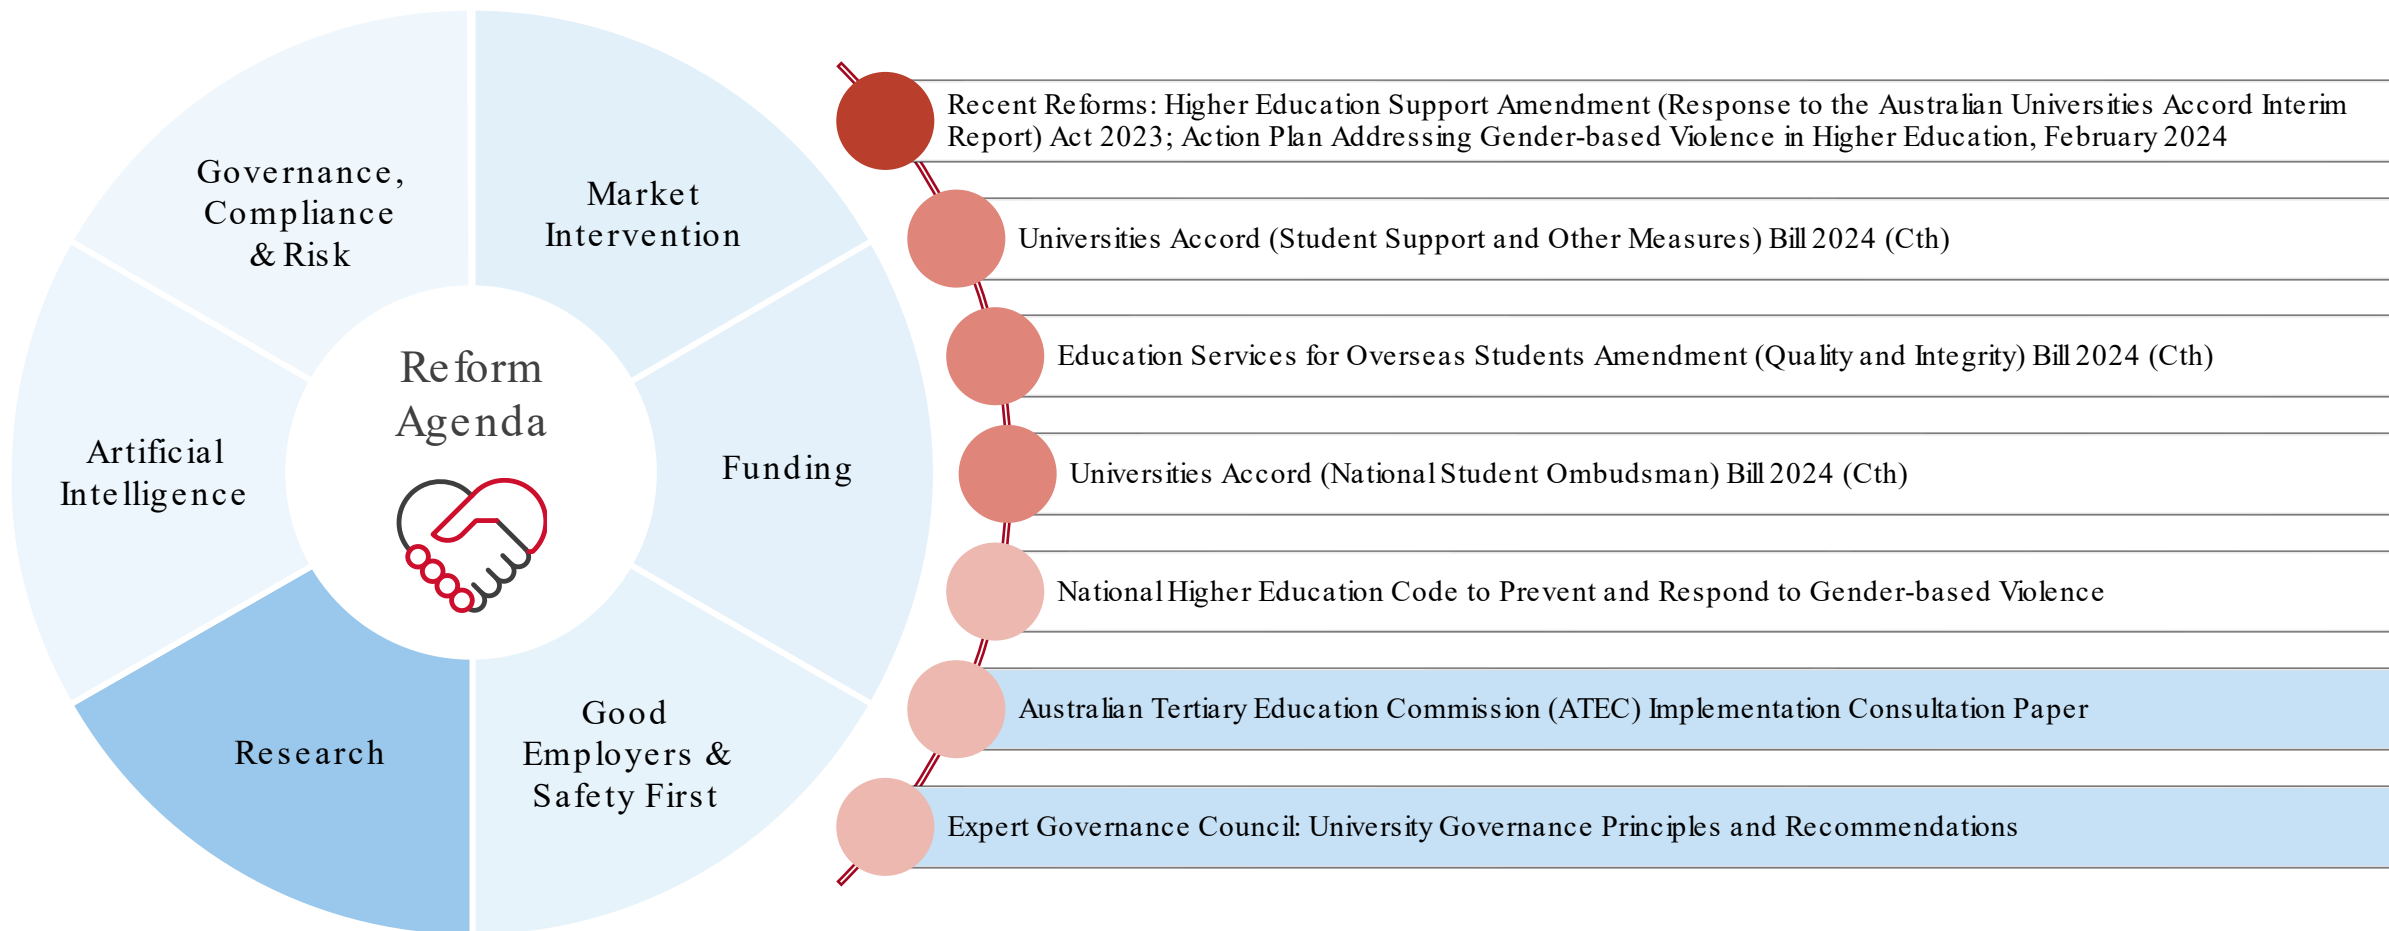 Governance,
Compliance
& Risk
Market
Intervention
Artificial
Intelligence
Reform
Agenda
Funding
Research
Good
Employers &
Safety First
Recent Reforms: Higher Education Support Amendment (Response to the Australian Universities Accord Interim
Report) Act 2023; Action Plan Addressing Gender-based Violence in Higher Education, February 2024
Universities Accord (Student Support and Other Measures) Bill 2024 (Cth)
Education Services for Overseas Students Amendment (Quality and Integrity) Bill 2024 (Cth)
Universities Accord (National Student Ombudsman) Bill 2024 (Cth)
National Higher Education Code to Prevent and Respond to Gender-based Violence
Australian Tertiary Education Commission (ATEC) Implementation Consultation Paper
Expert Governance Council: University Governance Principles and Recommendations